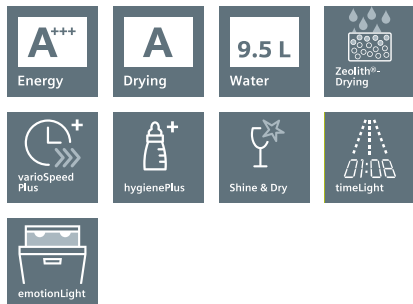 A+++
Energy
A
Drying
9.5 L
Water
Zeolith®-
Drying
+
varioSpeed
Plus
+
hygienePlus
Shine & Dry
01:08
timeLight
emotionLight